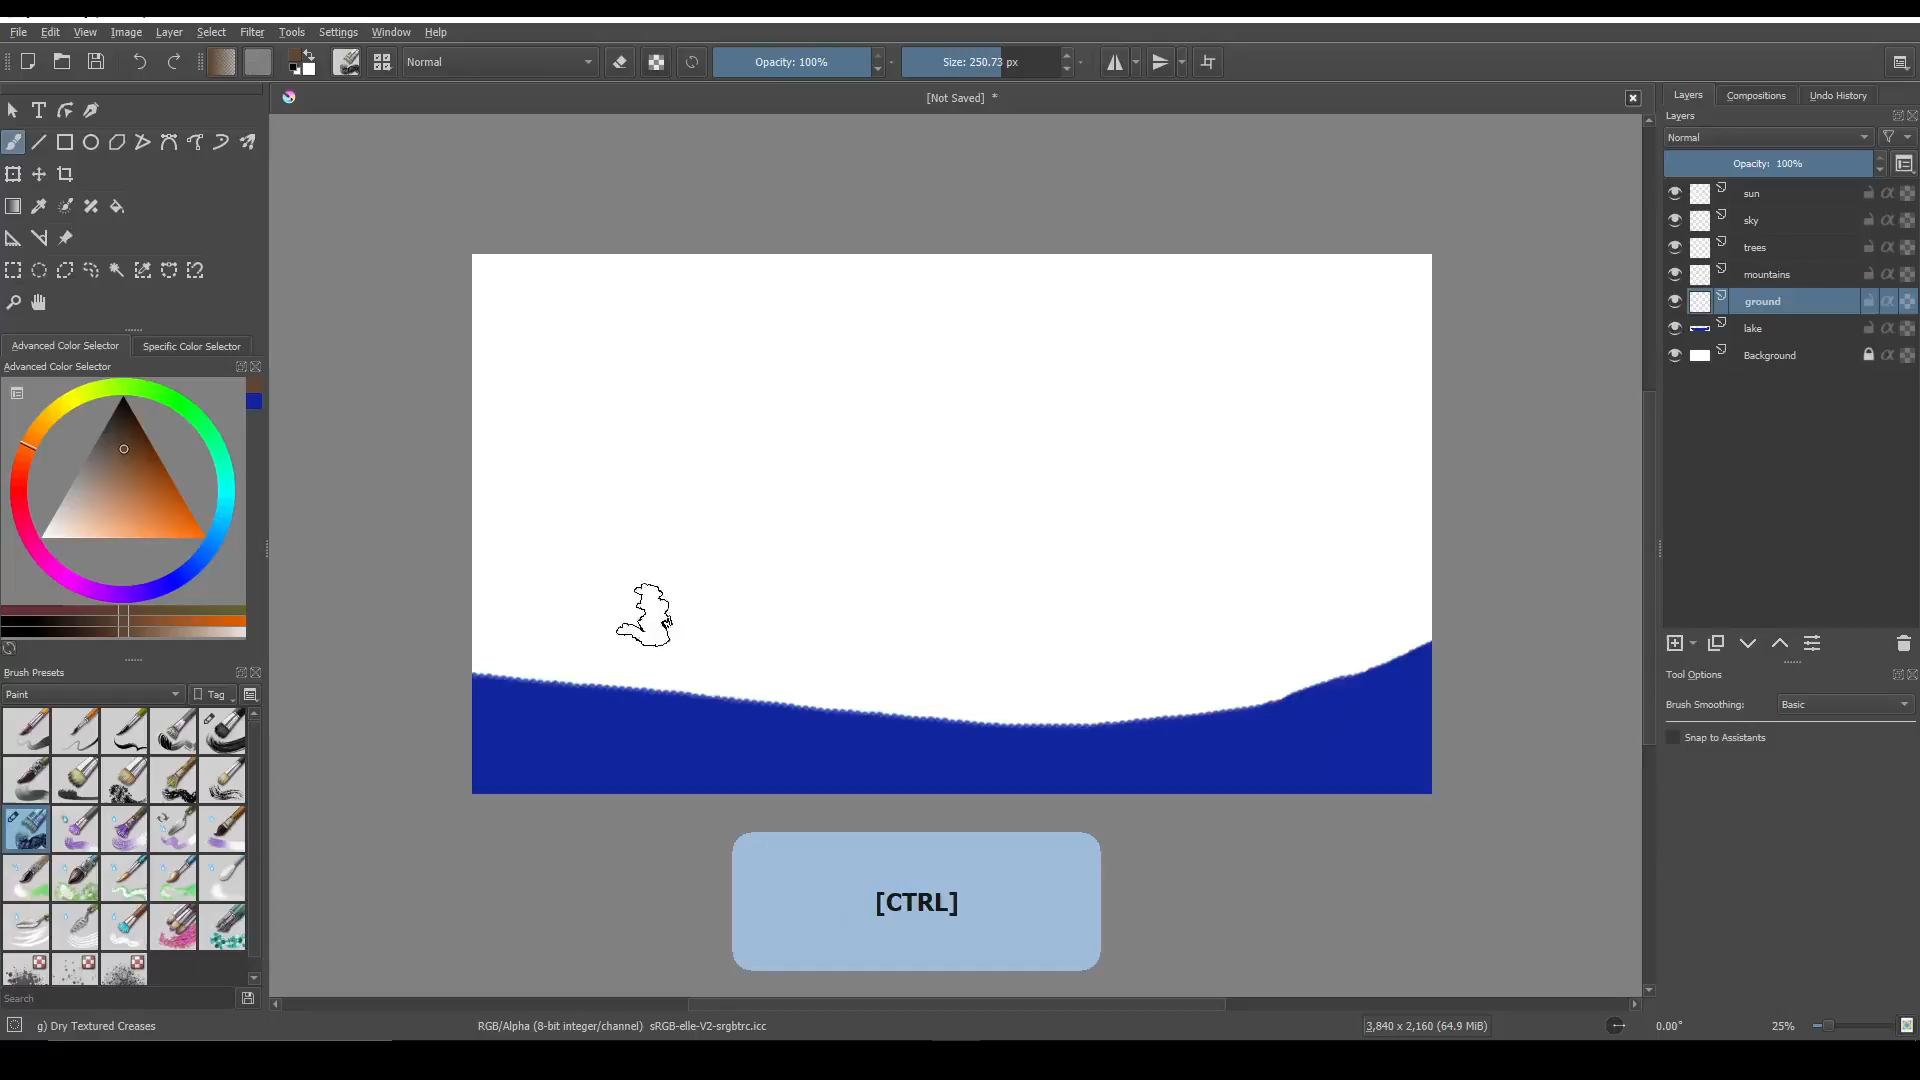 File Edit View Image Layer Select Filter Tools Settings Window Help
Normal
Opacity: 100%
Size: 250.73 px
[Not Saved] *
Layers Compositions Undo History
Layers
Normal
Opacity: 100%
sun
sky
trees
mountains
ground
lake
Background
Advanced Color Selector Specific Color Selector
Advanced Color Selector
Brush Presets
Paint
Tag
Tool Options
Brush Smoothing: Basic
Snap to Assistants
[CTRL]
Search
g) Dry Textured Creases
RGB/Alpha (8-bit integer/channel) sRGB-elle-V2-srgbtrc.icc
3,840 x 2,160 (64.9 MiB)
0.00°
25%